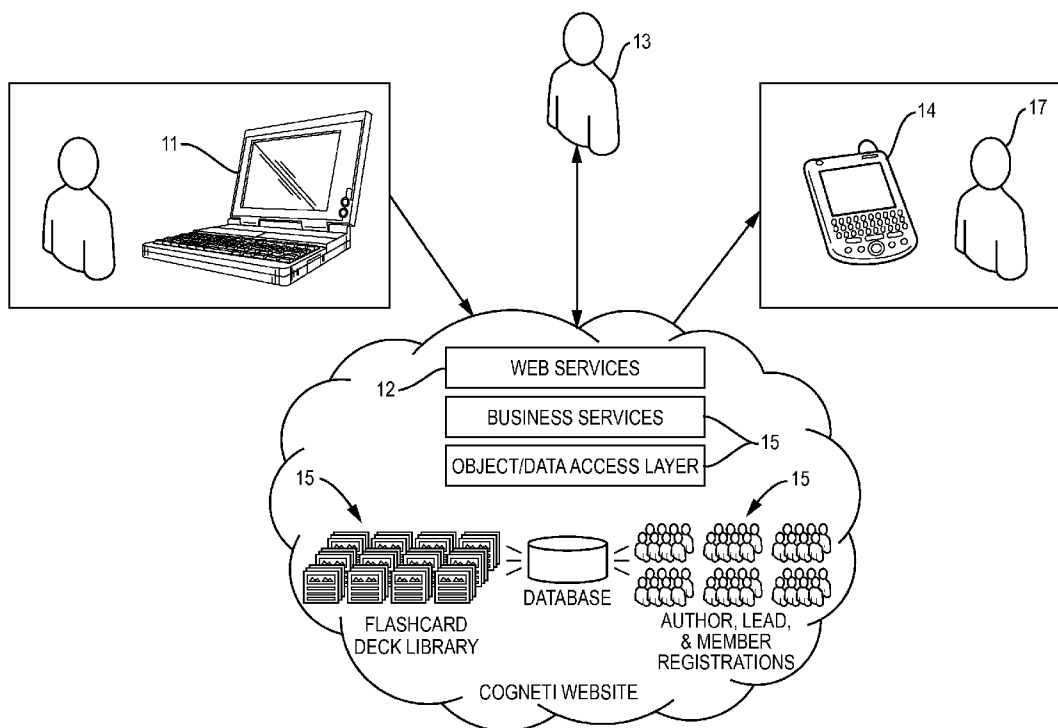 13
11
14
17
WEB SERVICES
12
BUSINESS SERVICES
15
OBJECT/DATA ACCESS LAYER
15
15
DATABASE
FLASHCARD
DECK LIBRARY
AUTHOR, LEAD,
& MEMBER
REGISTRATIONS
COGNETI WEBSITE